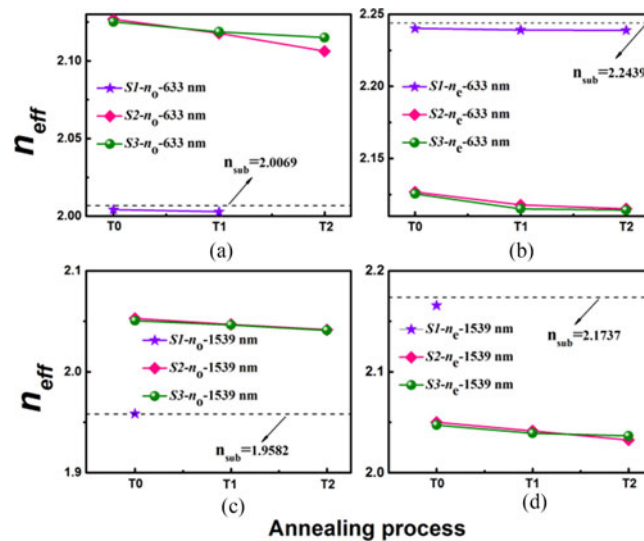 n_eff
2.10
2.05
2.00
S1-n_o-633 nm
S2-n_o-633 nm
S3-n_o-633 nm
n_sub=2.0069
T0 T1 T2
(a)
2.25
2.20
2.15
S1-n_e-633 nm
S2-n_e-633 nm
S3-n_e-633 nm
n_sub=2.2439
T0 T1 T2
(b)
n_eff
2.1
2.0
1.9
S1-n_o-1539 nm
S2-n_o-1539 nm
S3-n_o-1539 nm
n_sub=1.9582
T0 T1 T2
(c)
2.2
2.1
2.0
S1-n_e-1539 nm
S2-n_e-1539 nm
S3-n_e-1539 nm
n_sub=2.1737
T0 T1 T2
(d)
Annealing process